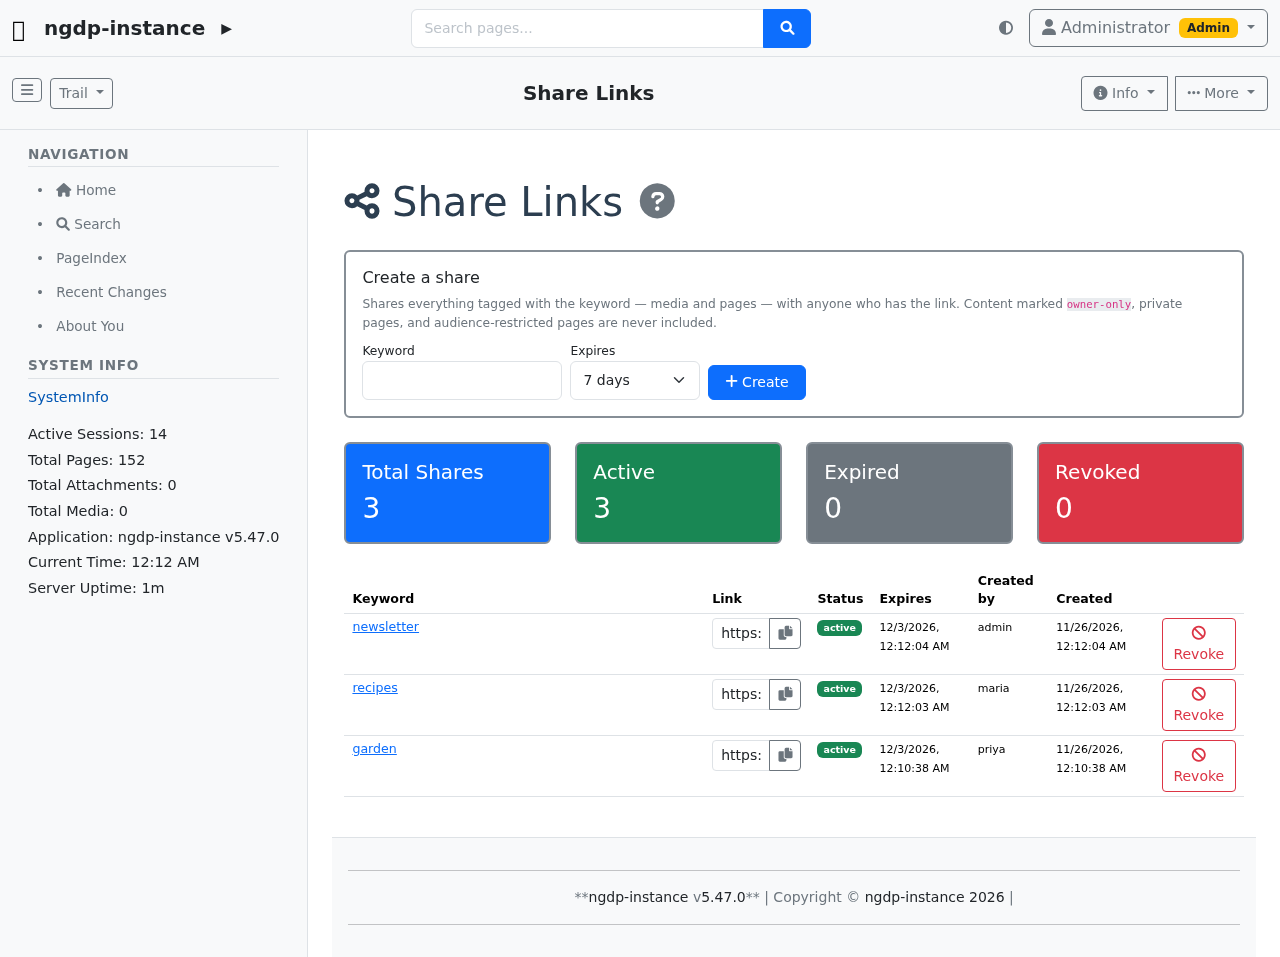 ngdp-instance ▶
Search pages...
Administrator Admin
Trail
Share Links
Info
More
NAVIGATION
• Home
• Search
• PageIndex
• Recent Changes
• About You
SYSTEM INFO
SystemInfo
Active Sessions: 14
Total Pages: 152
Total Attachments: 0
Total Media: 0
Application: ngdp-instance v5.47.0
Current Time: 12:12 AM
Server Uptime: 1m
Share Links ?
Create a share
Shares everything tagged with the keyword — media and pages — with anyone who has the link. Content marked owner-only, private
pages, and audience-restricted pages are never included.
Keyword
Expires
7 days
+ Create
Total Shares
3
Active
3
Expired
0
Revoked
0
Keyword Link Status Expires Created by Created
newsletter https: active 12/3/2026, 12:12:04 AM admin 11/26/2026, 12:12:04 AM Revoke
recipes https: active 12/3/2026, 12:12:03 AM maria 11/26/2026, 12:12:03 AM Revoke
garden https: active 12/3/2026, 12:10:38 AM priya 11/26/2026, 12:10:38 AM Revoke
**ngdp-instance v5.47.0** | Copyright © ngdp-instance 2026 |